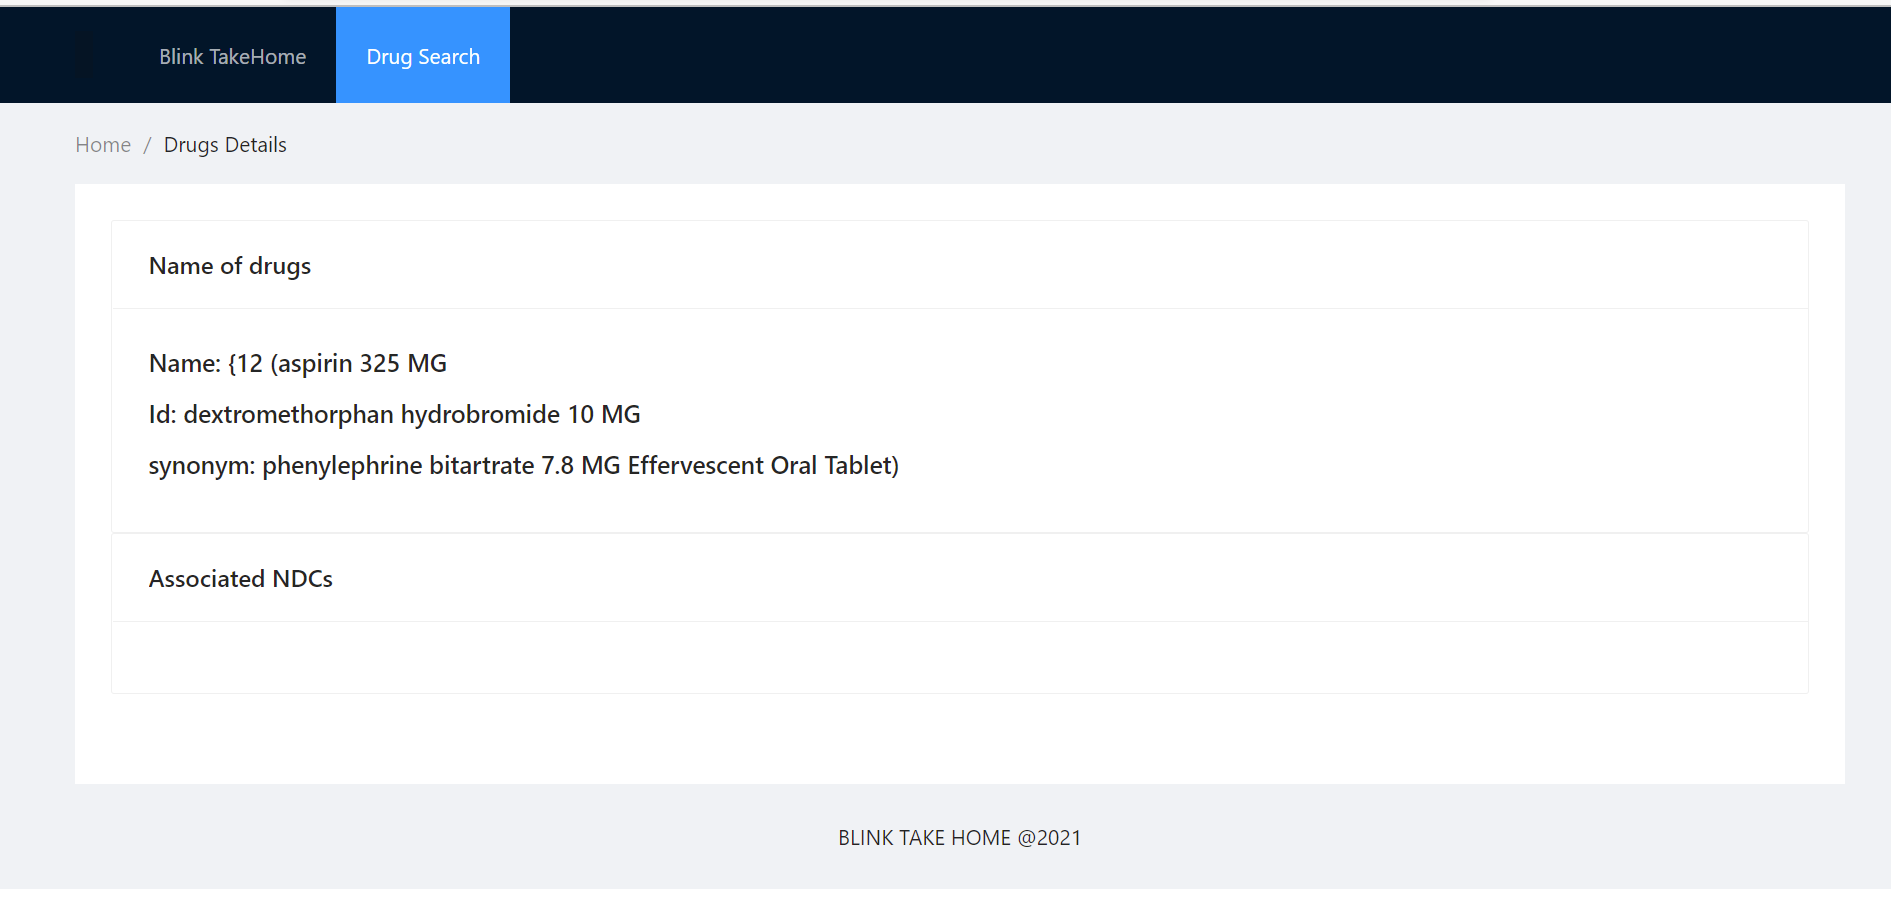 Blink TakeHome Drug Search
Home / Drugs Details
Name of drugs
Name: {12 (aspirin 325 MG
Id: dextromethorphan hydrobromide 10 MG
synonym: phenylephrine bitartrate 7.8 MG Effervescent Oral Tablet)
Associated NDCs
BLINK TAKE HOME @2021